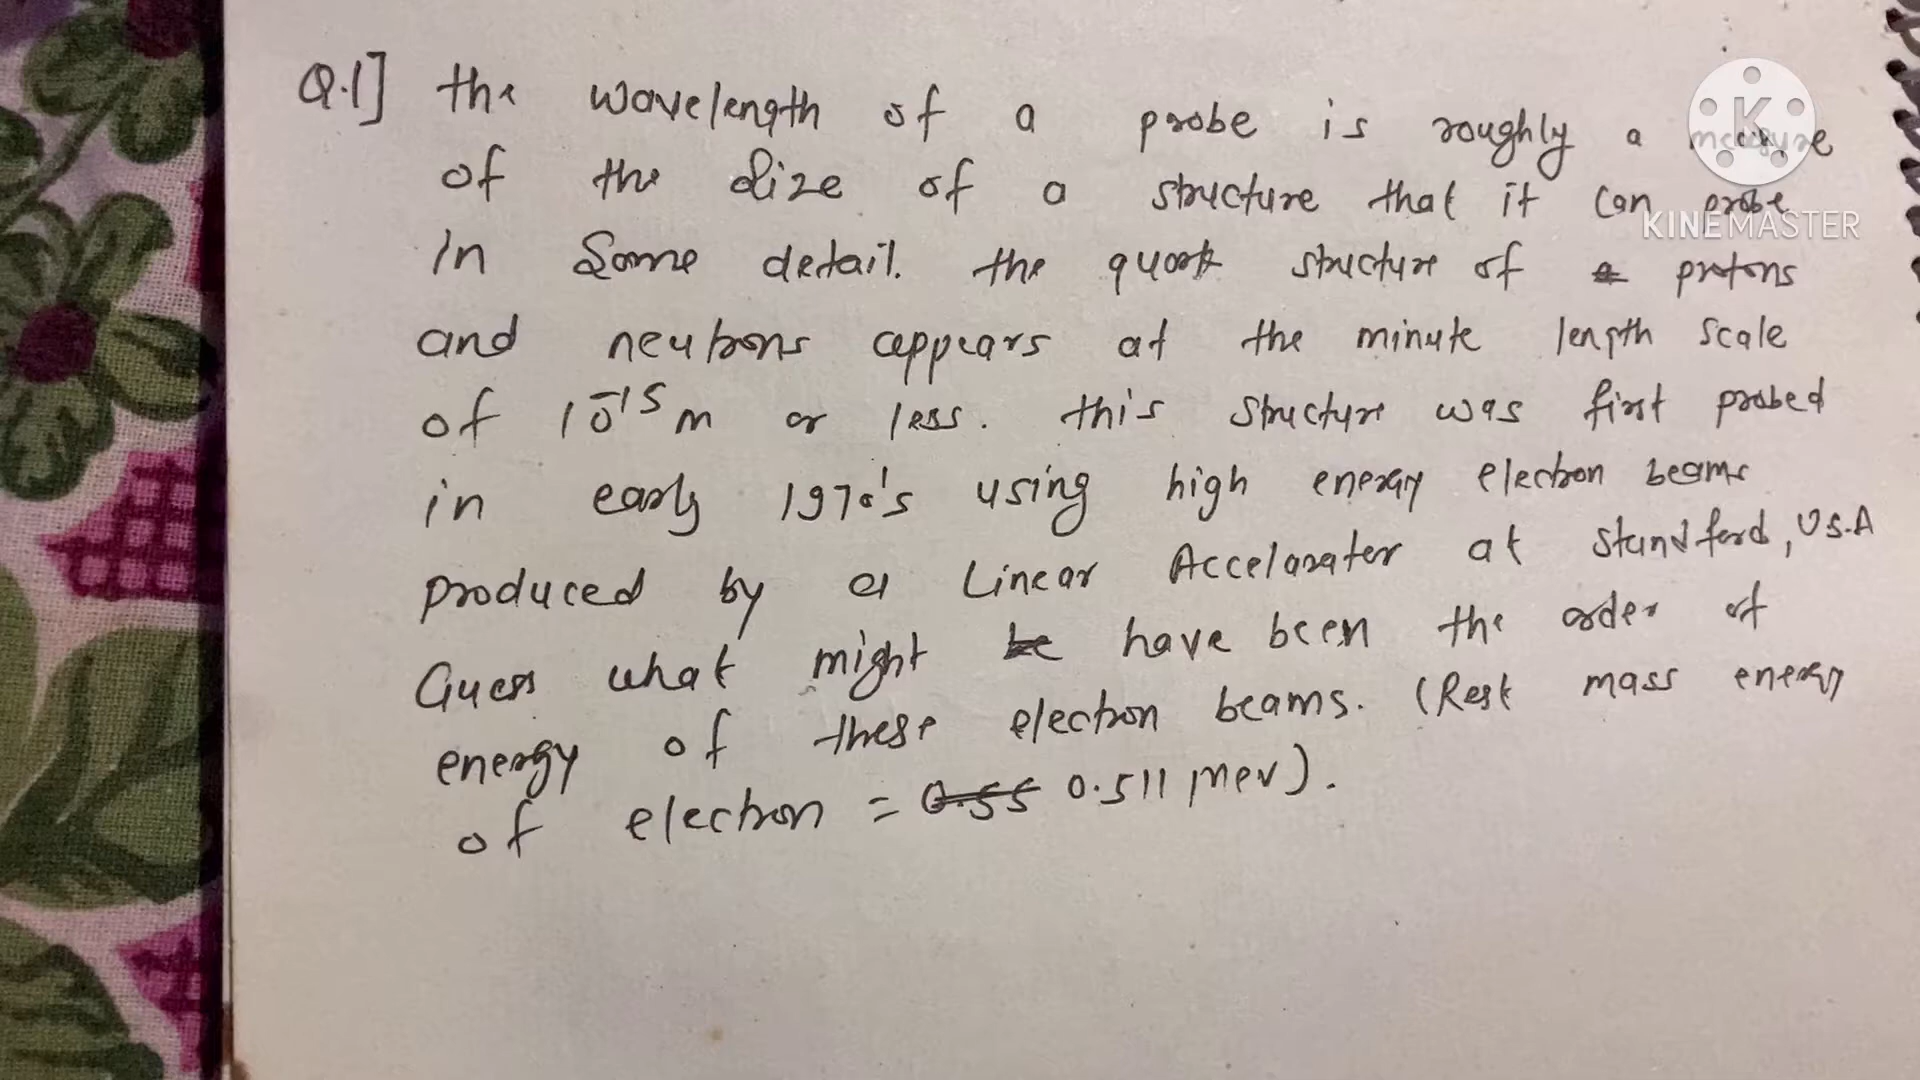 Q.1] the wavelength of a probe is roughly a measure
of the size of a structure that it can probe
in some detail. the quark structure of a protons
and neutrons appears at the minute length scale
of 10⁻¹⁵ m or less. this structure was first probed
in early 1970's using high energy electron beams
produced by a Linear Accelarater at standford, U.S.A
Guess what might be have been the order of
energy of these electron beams. (Rest mass energy
of electron = 0.55 0.511 Mev).
K
KINEMASTER